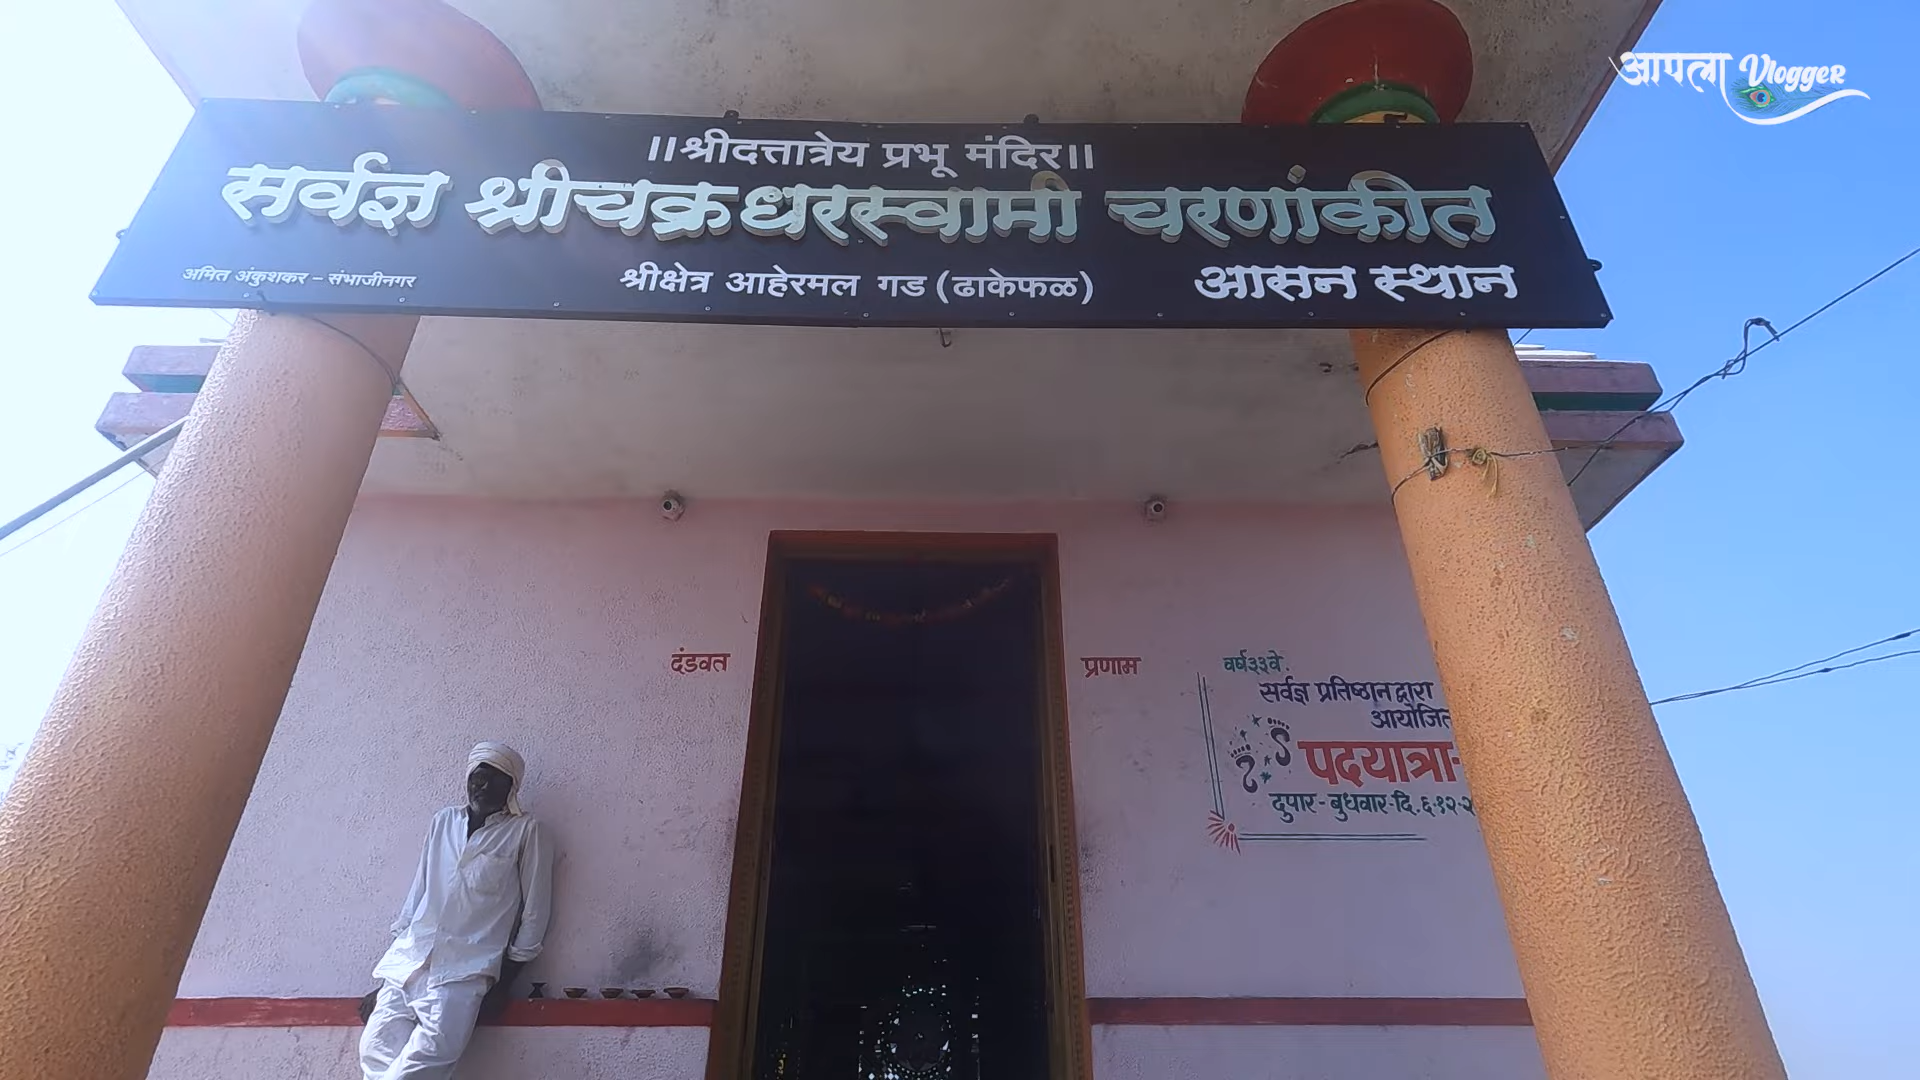 आपला Vlogger
।।श्रीदत्तात्रेय प्रभू मंदिर।।
सर्वज्ञ श्रीचक्रधरस्वामी चरणांकीत
अमित अंकुशकर – संभाजीनगर
श्रीक्षेत्र आहेरमल गड (ढाकेफळ)
आसन स्थान
दंडवत
प्रणाम
वर्ष३३वे.
सर्वज्ञ प्रतिष्ठानद्वारा
पदयात्रा-
दुपार-बुधवार-दि.६-१२-